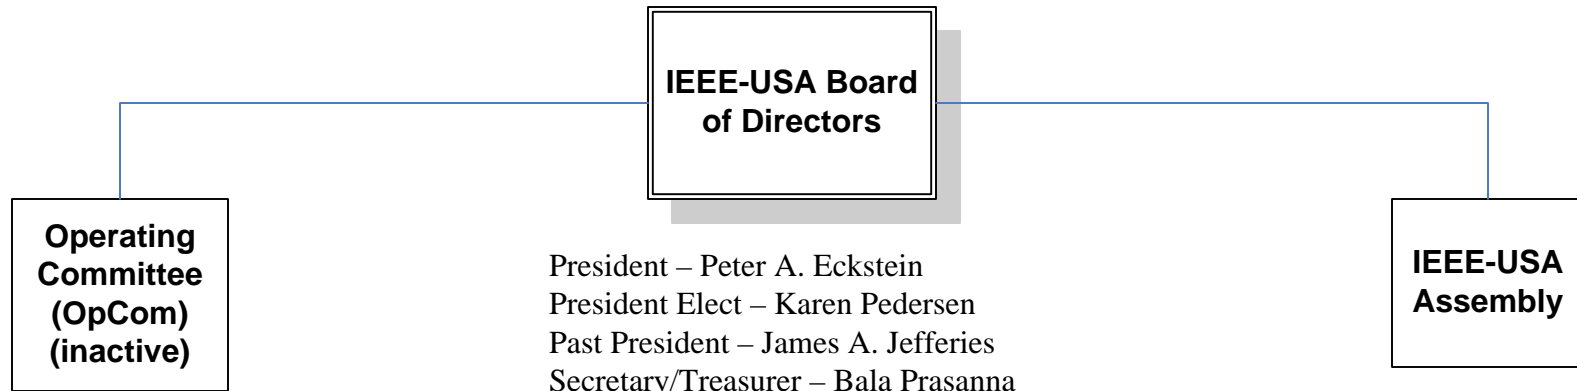 IEEE-USA Board
of Directors
Operating
Committee
(OpCom)
(inactive)
President – Peter A. Eckstein
President Elect – Karen Pedersen
Past President – James A. Jefferies
Secretary/Treasurer – Bala Prasanna
IEEE-USA
Assembly